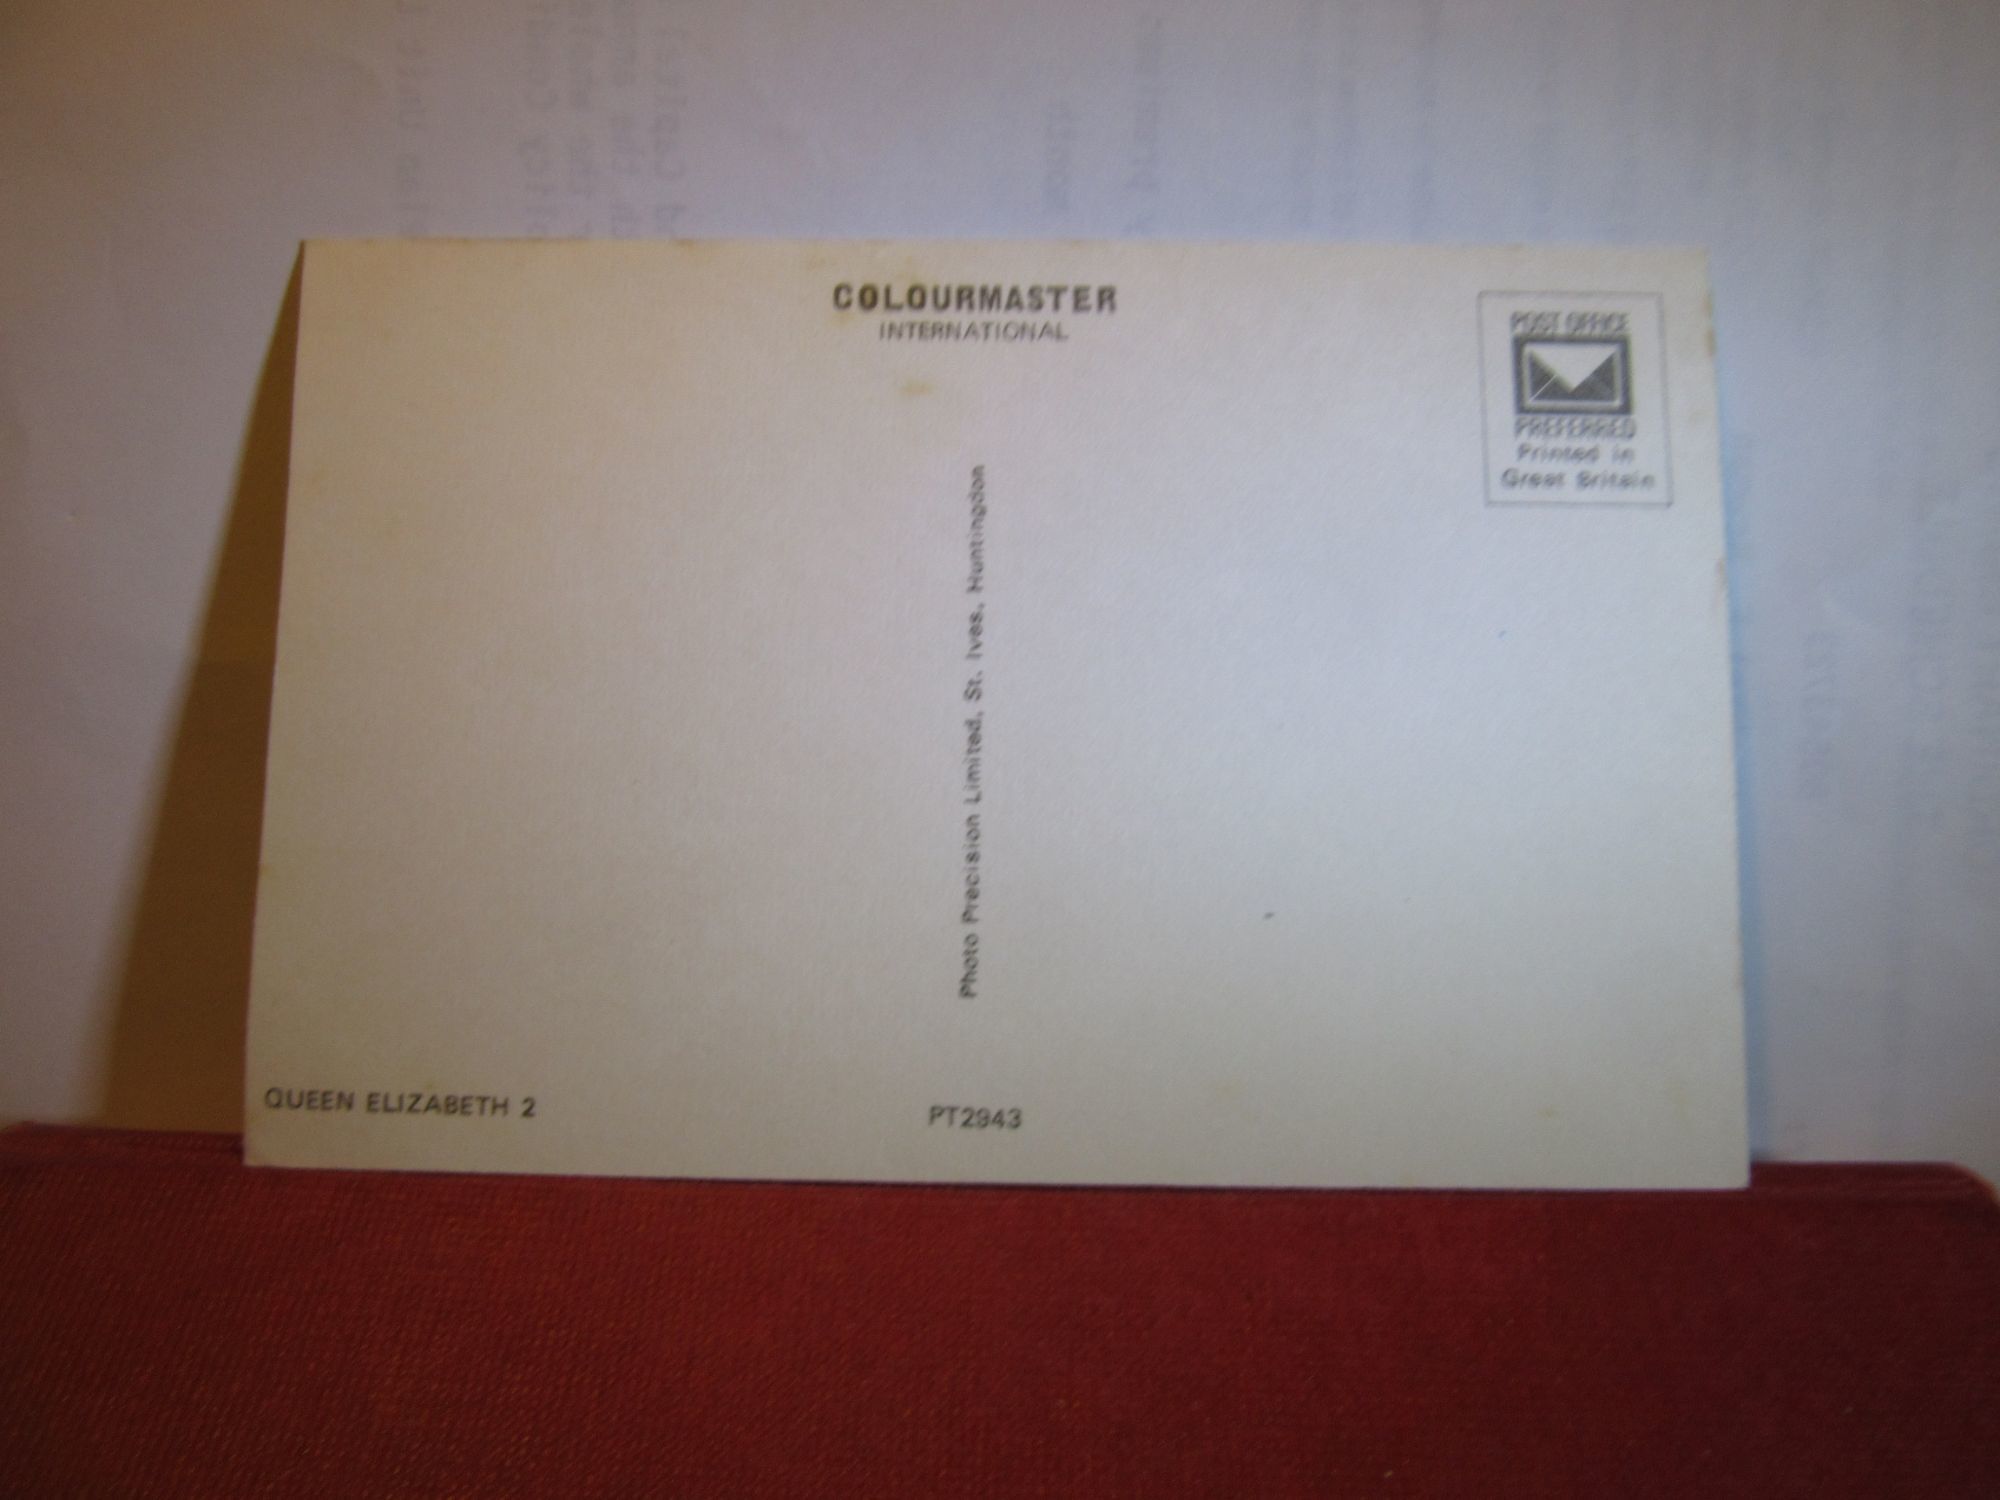 COLOURMASTER
INTERNATIONAL
POST OFFICE
PREFERRED
Printed in
Great Britain
Photo Precision Limited, St. Ives, Huntingdon
QUEEN ELIZABETH 2
PT2943
month